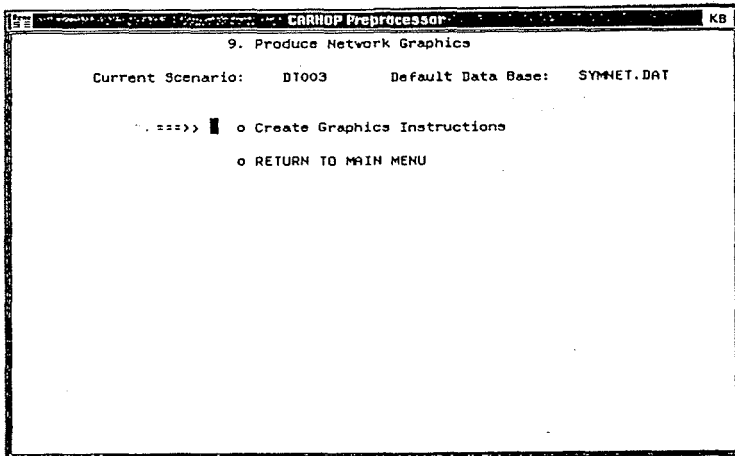 CARHOP Preprocessor KB
9. Produce Network Graphics
Current Scenario: DT003 Default Data Base: SYMNET.DAT
===>> o Create Graphics Instructions
o RETURN TO MAIN MENU